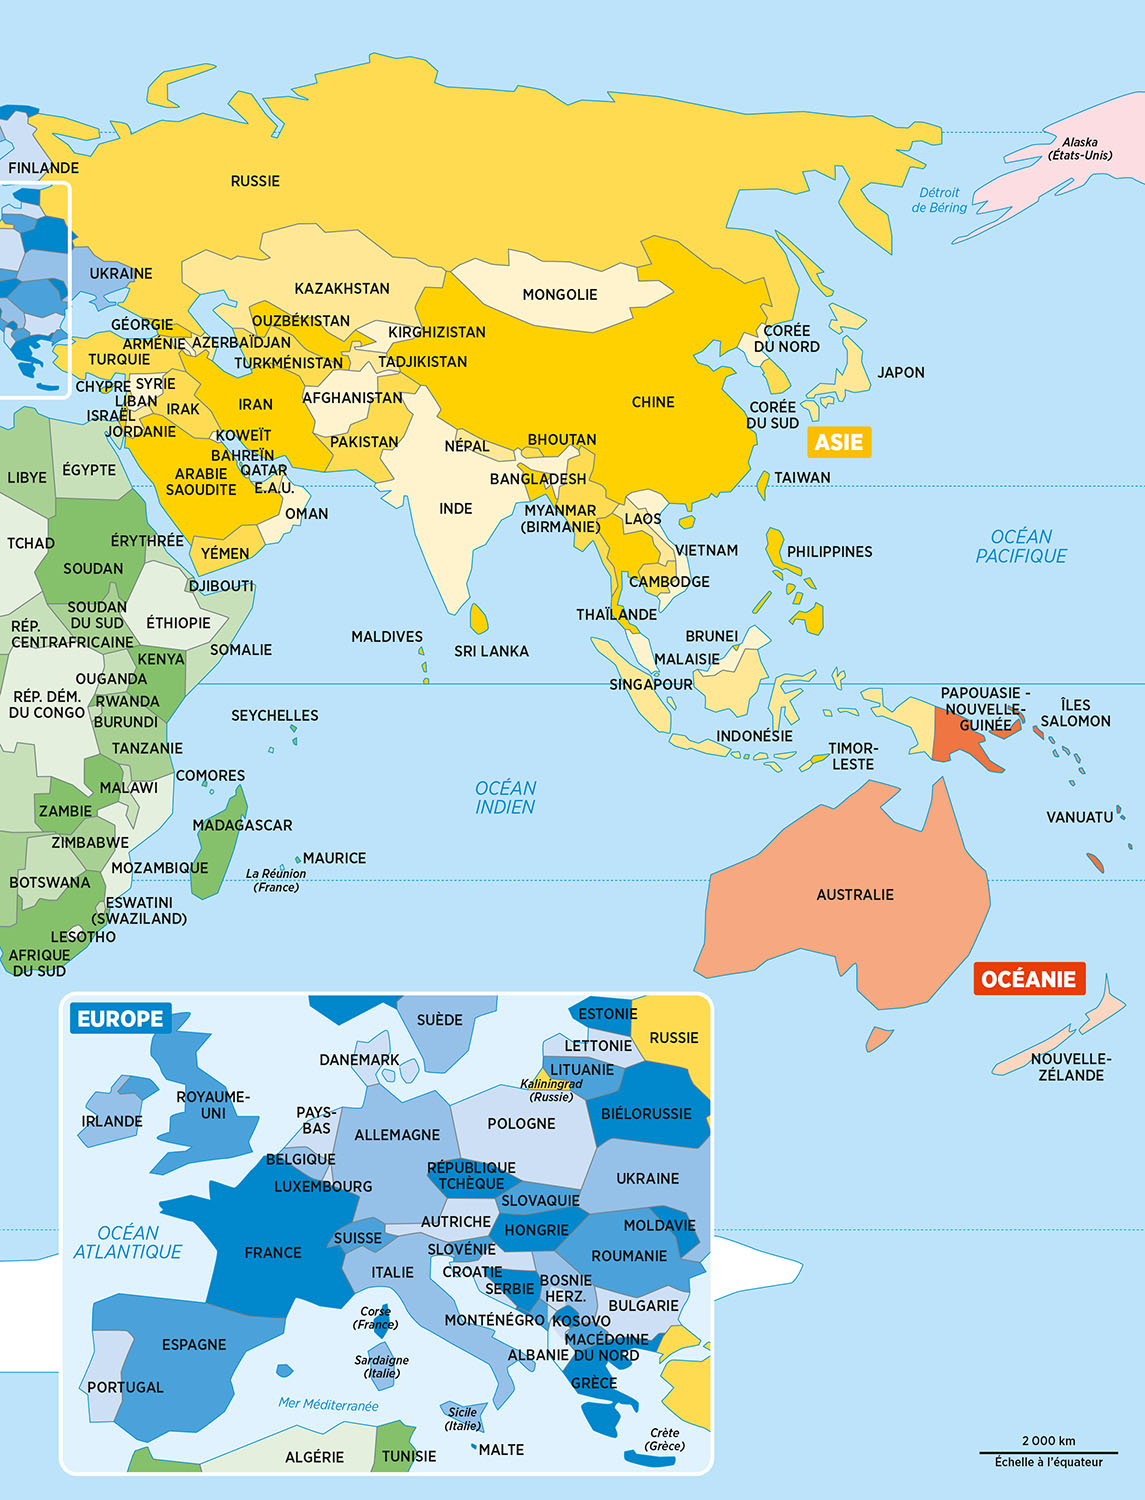 Alaska
(États-Unis)
FINLANDE
RUSSIE
Détroit
de Béring
UKRAINE
KAZAKHSTAN
MONGOLIE
GÉORGIE
OUZBÉKISTAN
ARMÉNIE
AZERBAÏDJAN
KIRGHIZISTAN
CORÉE
DU NORD
TURQUIE
TURKMÉNISTAN
TADJIKISTAN
JAPON
CHYPRE
SYRIE
LIBAN
IRAK
IRAN
AFGHANISTAN
CHINE
ISRAËL
JORDANIE
KOWEÏT
PAKISTAN
CORÉE
DU SUD
ASIE
NÉPAL
BHOUTAN
BAHREÏN
LIBYE
ÉGYPTE
ARABIE
SAOUDITE
QATAR
E.A.U.
BANGLADESH
TAIWAN
OMAN
INDE
MYANMAR
(BIRMANIE)
LAOS
TCHAD
ÉRYTHRÉE
YÉMEN
VIETNAM
PHILIPPINES
OCÉAN
PACIFIQUE
SOUDAN
DJIBOUTI
CAMBODGE
SOUDAN
DU SUD
ÉTHIOPIE
THAÏLANDE
RÉP.
CENTRAFRICAINE
SOMALIE
MALDIVES
SRI LANKA
BRUNEI
KENYA
MALAISIE
OUGANDA
SINGAPOUR
RÉP. DÉM.
DU CONGO
RWANDA
BURUNDI
SEYCHELLES
PAPOUASIE -
NOUVELLE-
GUINÉE
ÎLES
SALOMON
INDONÉSIE
TANZANIE
TIMOR-
LESTE
COMORES
MALAWI
OCÉAN
INDIEN
ZAMBIE
MADAGASCAR
VANUATU
ZIMBABWE
MAURICE
MOZAMBIQUE
La Réunion
(France)
BOTSWANA
AUSTRALIE
ESWATINI
(SWAZILAND)
LESOTHO
AFRIQUE
DU SUD
OCÉANIE
NOUVELLE-
ZÉLANDE
EUROPE
SUÈDE
ESTONIE
RUSSIE
LETTONIE
DANEMARK
LITUANIE
Kaliningrad
(Russie)
ROYAUME-
UNI
IRLANDE
PAYS-
BAS
BIÉLORUSSIE
POLOGNE
ALLEMAGNE
BELGIQUE
RÉPUBLIQUE
TCHÈQUE
UKRAINE
LUXEMBOURG
SLOVAQUIE
AUTRICHE
HONGRIE
MOLDAVIE
OCÉAN
ATLANTIQUE
SUISSE
FRANCE
SLOVÉNIE
ROUMANIE
ITALIE
CROATIE
SERBIE
BOSNIE
HERZ.
BULGARIE
Corse
(France)
MONTÉNÉGRO
KOSOVO
ESPAGNE
MACÉDOINE
DU NORD
ALBANIE
Sardaigne
(Italie)
PORTUGAL
GRÈCE
Mer Méditerranée
Sicile
(Italie)
Crète
(Grèce)
MALTE
ALGÉRIE
TUNISIE
2 000 km
Échelle à l'équateur